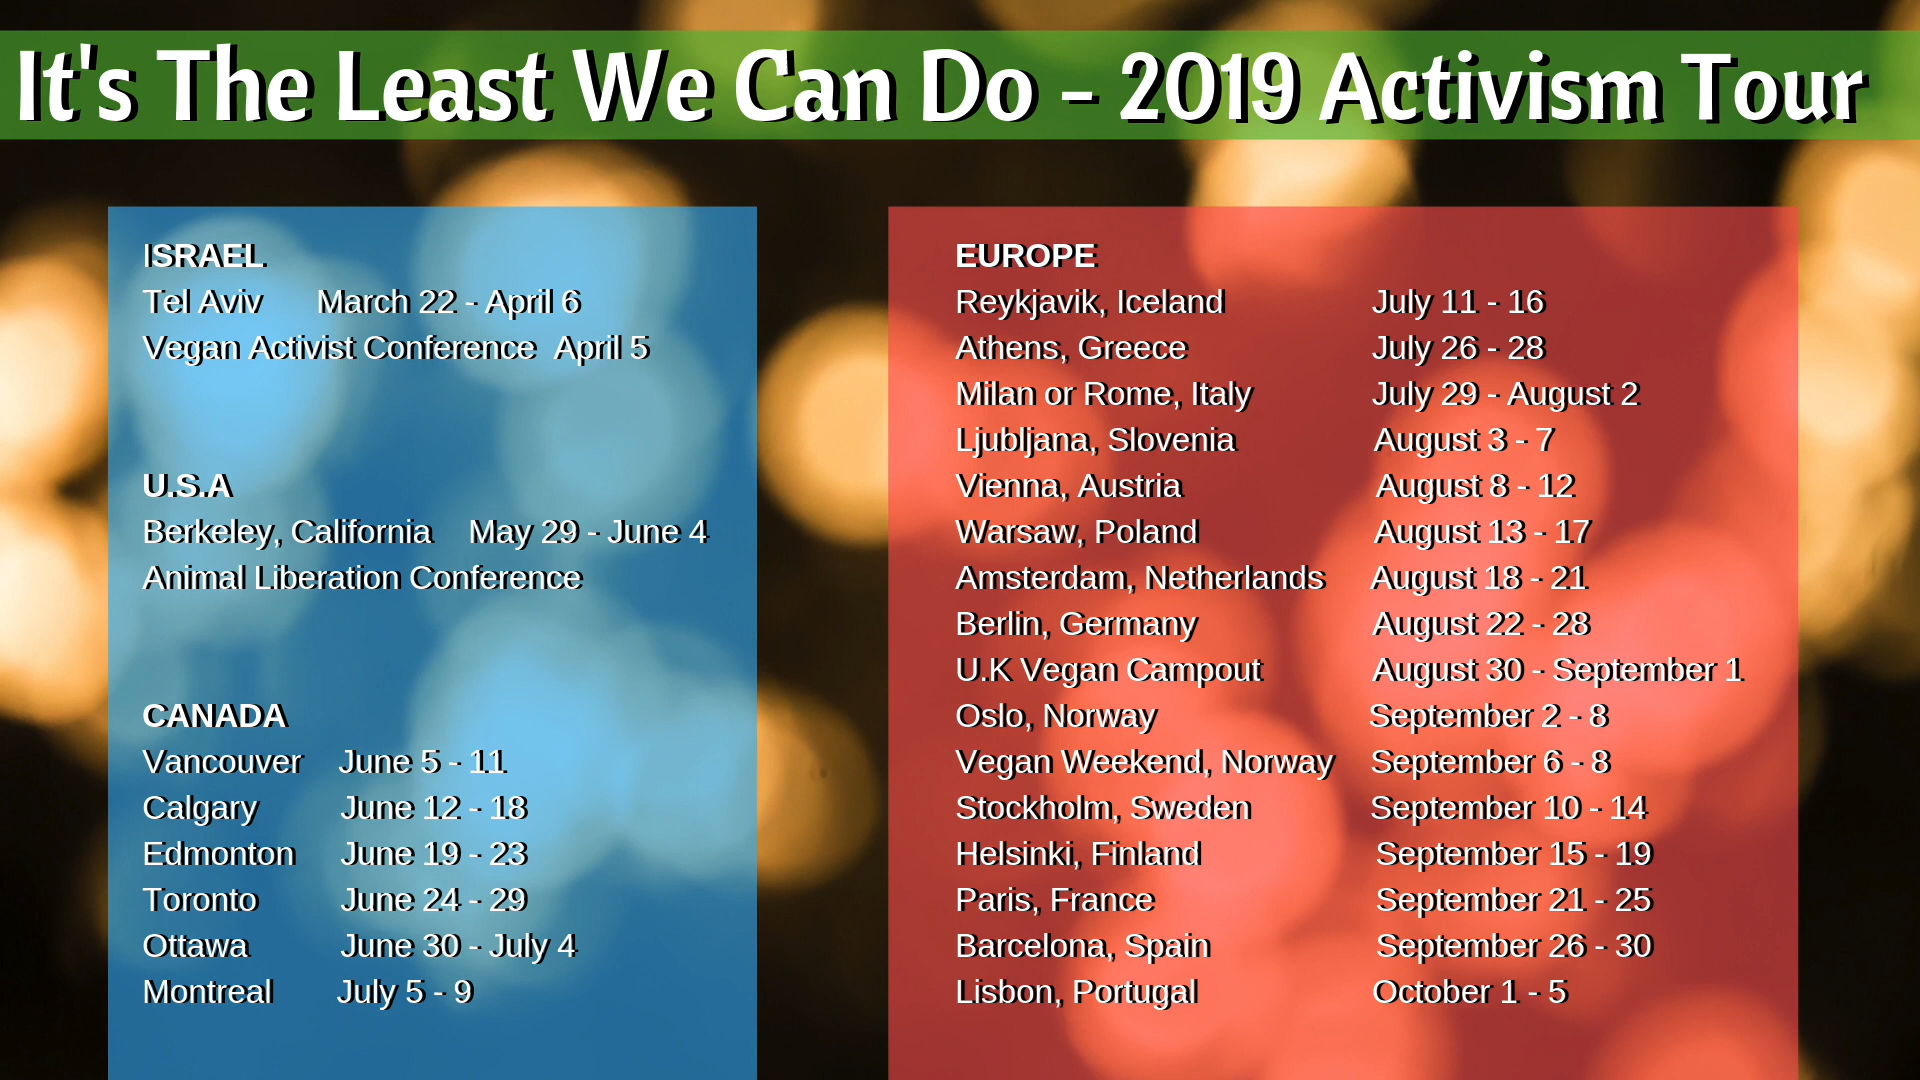 It's The Least We Can Do - 2019 Activism Tour
ISRAEL
Tel Aviv March 22 - April 6
Vegan Activist Conference April 5
U.S.A
Berkeley, California May 29 - June 4
Animal Liberation Conference
CANADA
Vancouver June 5 - 11
Calgary June 12 - 18
Edmonton June 19 - 23
Toronto June 24 - 29
Ottawa June 30 - July 4
Montreal July 5 - 9
EUROPE
Reykjavik, Iceland July 11 - 16
Athens, Greece July 26 - 28
Milan or Rome, Italy July 29 - August 2
Ljubljana, Slovenia August 3 - 7
Vienna, Austria August 8 - 12
Warsaw, Poland August 13 - 17
Amsterdam, Netherlands August 18 - 21
Berlin, Germany August 22 - 28
U.K Vegan Campout August 30 - September 1
Oslo, Norway September 2 - 8
Vegan Weekend, Norway September 6 - 8
Stockholm, Sweden September 10 - 14
Helsinki, Finland September 15 - 19
Paris, France September 21 - 25
Barcelona, Spain September 26 - 30
Lisbon, Portugal October 1 - 5